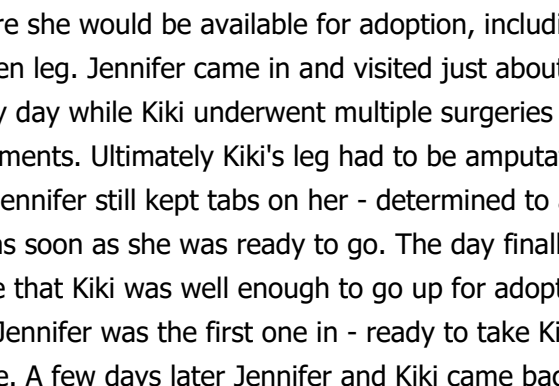 re she would be available for adoption, includi
en leg. Jennifer came in and visited just about
y day while Kiki underwent multiple surgeries
ments. Ultimately Kiki's leg had to be amputa
ennifer still kept tabs on her - determined to a
as soon as she was ready to go. The day finall
e that Kiki was well enough to go up for adopt
Jennifer was the first one in - ready to take Ki
e. A few days later Jennifer and Kiki came bac